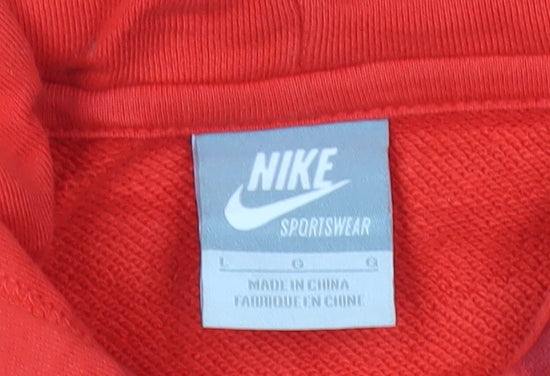 NIKE
SPORTSWEAR
L G G
MADE IN CHINA
FABRIQUE EN CHINE